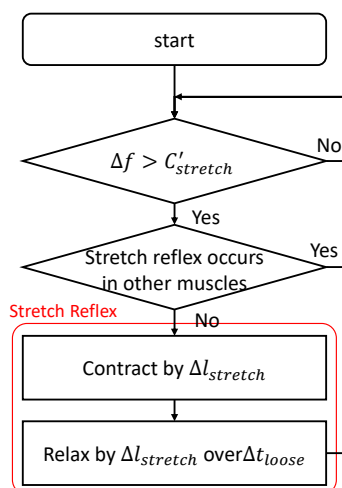 start
Δf > C'stretch
No
Yes
Stretch reflex occurs
in other muscles
Yes
Stretch Reflex
No
Contract by Δlstretch
Relax by Δlstretch overΔtloose